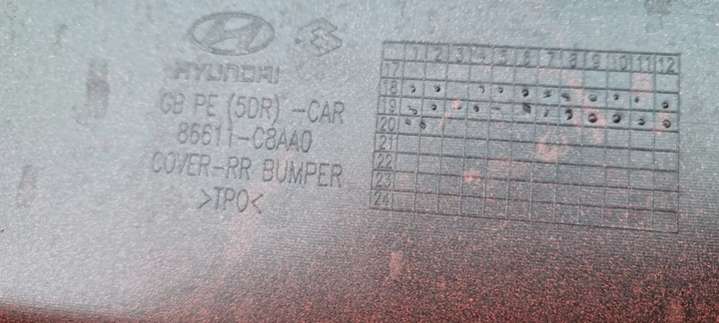 HYUNDAI
GB PE (5DR) -CAR
86611-C8AA0
COVER-RR BUMPER
>TPO<
1 2 3 4 5 6 7 8 9 10 11 12
17
18
19
20
21
22
23
24